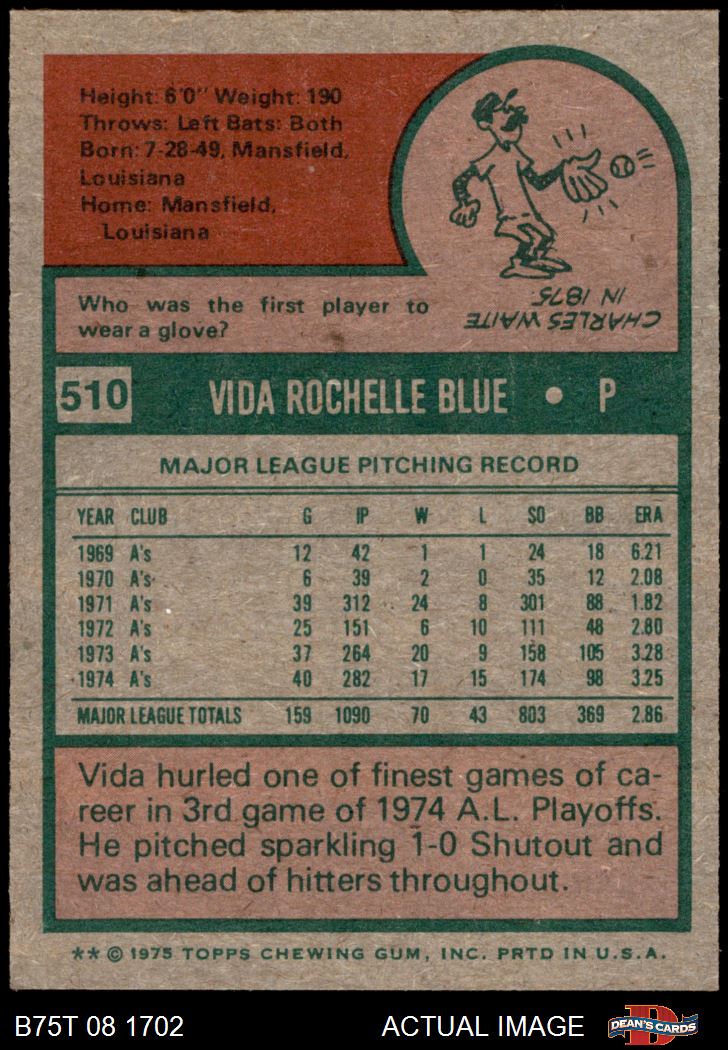 Height: 6'0" Weight: 190
Throws: Left Bats: Both
Born: 7-28-49, Mansfield,
Louisiana
Home: Mansfield,
Louisiana
Who was the first player to
wear a glove?
CHARLES WAITE
IN 1875
510 VIDA ROCHELLE BLUE • P
MAJOR LEAGUE PITCHING RECORD
YEAR CLUB G IP W L SO BB ERA
1969 A's 12 42 1 1 24 18 6.21
1970 A's 6 39 2 0 35 12 2.08
1971 A's 39 312 24 8 301 88 1.82
1972 A's 25 151 6 10 111 48 2.80
1973 A's 37 264 20 9 158 105 3.28
1974 A's 40 282 17 15 174 98 3.25
MAJOR LEAGUE TOTALS 159 1090 70 43 803 369 2.86
Vida hurled one of finest games of ca-
reer in 3rd game of 1974 A.L. Playoffs.
He pitched sparkling 1-0 Shutout and
was ahead of hitters throughout.
** © 1975 TOPPS CHEWING GUM, INC. PRTD IN U.S.A.
B75T 08 1702 ACTUAL IMAGE DEAN'S CARDS